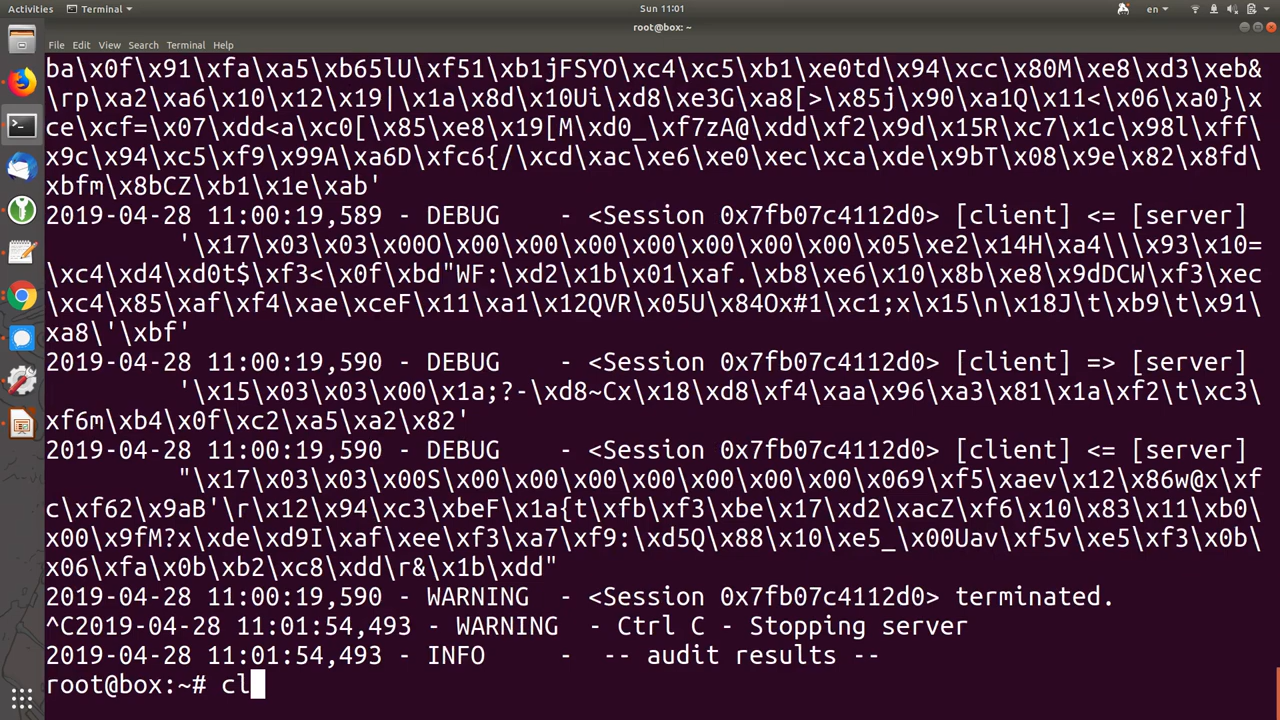 Activities
Terminal
Sun 11:01
en
root@box: ~
File Edit View Search Terminal Help
ba\x0f\x91\xfa\xa5\xb65lU\xf51\xb1jFSYO\xc4\xc5\xb1\xe0td\x94\xcc\x80M\xe8\xd3\xeb&
\rp\xa2\xa6\x10\x12\x19|\x1a\x8d\x10Ui\xd8\xe3G\xa8[>\x85j\x90\xa1Q\x11<\x06\xa0}\x
ce\xcf=\x07\xdd<a\xc0[\x85\xe8\x19[M\xd0_\xf7zA@\xdd\xf2\x9d\x15R\xc7\x1c\x98l\xff\
x9c\x94\xc5\xf9\x99A\xa6D\xfc6{/\xcd\xac\xe6\xe0\xec\xca\xde\x9bT\x08\x9e\x82\x8fd\
xbfm\x8bCZ\xb1\x1e\xab'
2019-04-28 11:00:19,589 - DEBUG    - <Session 0x7fb07c4112d0> [client] <= [server]
'\x17\x03\x03\x00O\x00\x00\x00\x00\x00\x00\x00\x05\xe2\x14H\xa4\\\x93\x10=
\xc4\xd4\xd0t$\xf3<\x0f\xbd"WF:\xd2\x1b\x01\xaf.\xb8\xe6\x10\x8b\xe8\x9dDCW\xf3\xec
\xc4\x85\xaf\xf4\xae\xceF\x11\xa1\x12QVR\x05U\x84Ox#1\xc1;x\x15\n\x18J\t\xb9\t\x91\
xa8\'\xbf'
2019-04-28 11:00:19,590 - DEBUG    - <Session 0x7fb07c4112d0> [client] => [server]
'\x15\x03\x03\x00\x1a;?-\xd8~Cx\x18\xd8\xf4\xaa\x96\xa3\x81\x1a\xf2\t\xc3\
xf6m\xb4\x0f\xc2\xa5\xa2\x82'
2019-04-28 11:00:19,590 - DEBUG    - <Session 0x7fb07c4112d0> [client] <= [server]
"\x17\x03\x03\x00S\x00\x00\x00\x00\x00\x00\x00\x069\xf5\xaev\x12\x86w@x\xf
c\xf62\x9aB'\r\x12\x94\xc3\xbeF\x1a{t\xfb\xf3\xbe\x17\xd2\xacZ\xf6\x10\x83\x11\xb0\
x00\x9fM?x\xde\xd9I\xaf\xee\xf3\xa7\xf9:\xd5Q\x88\x10\xe5_\x00Uav\xf5v\xe5\xf3\x0b\
x06\xfa\x0b\xb2\xc8\xdd\r&\x1b\xdd"
2019-04-28 11:00:19,590 - WARNING  - <Session 0x7fb07c4112d0> terminated.
^C2019-04-28 11:01:54,493 - WARNING  - Ctrl C - Stopping server
2019-04-28 11:01:54,493 - INFO     -  -- audit results --
root@box:~# cl